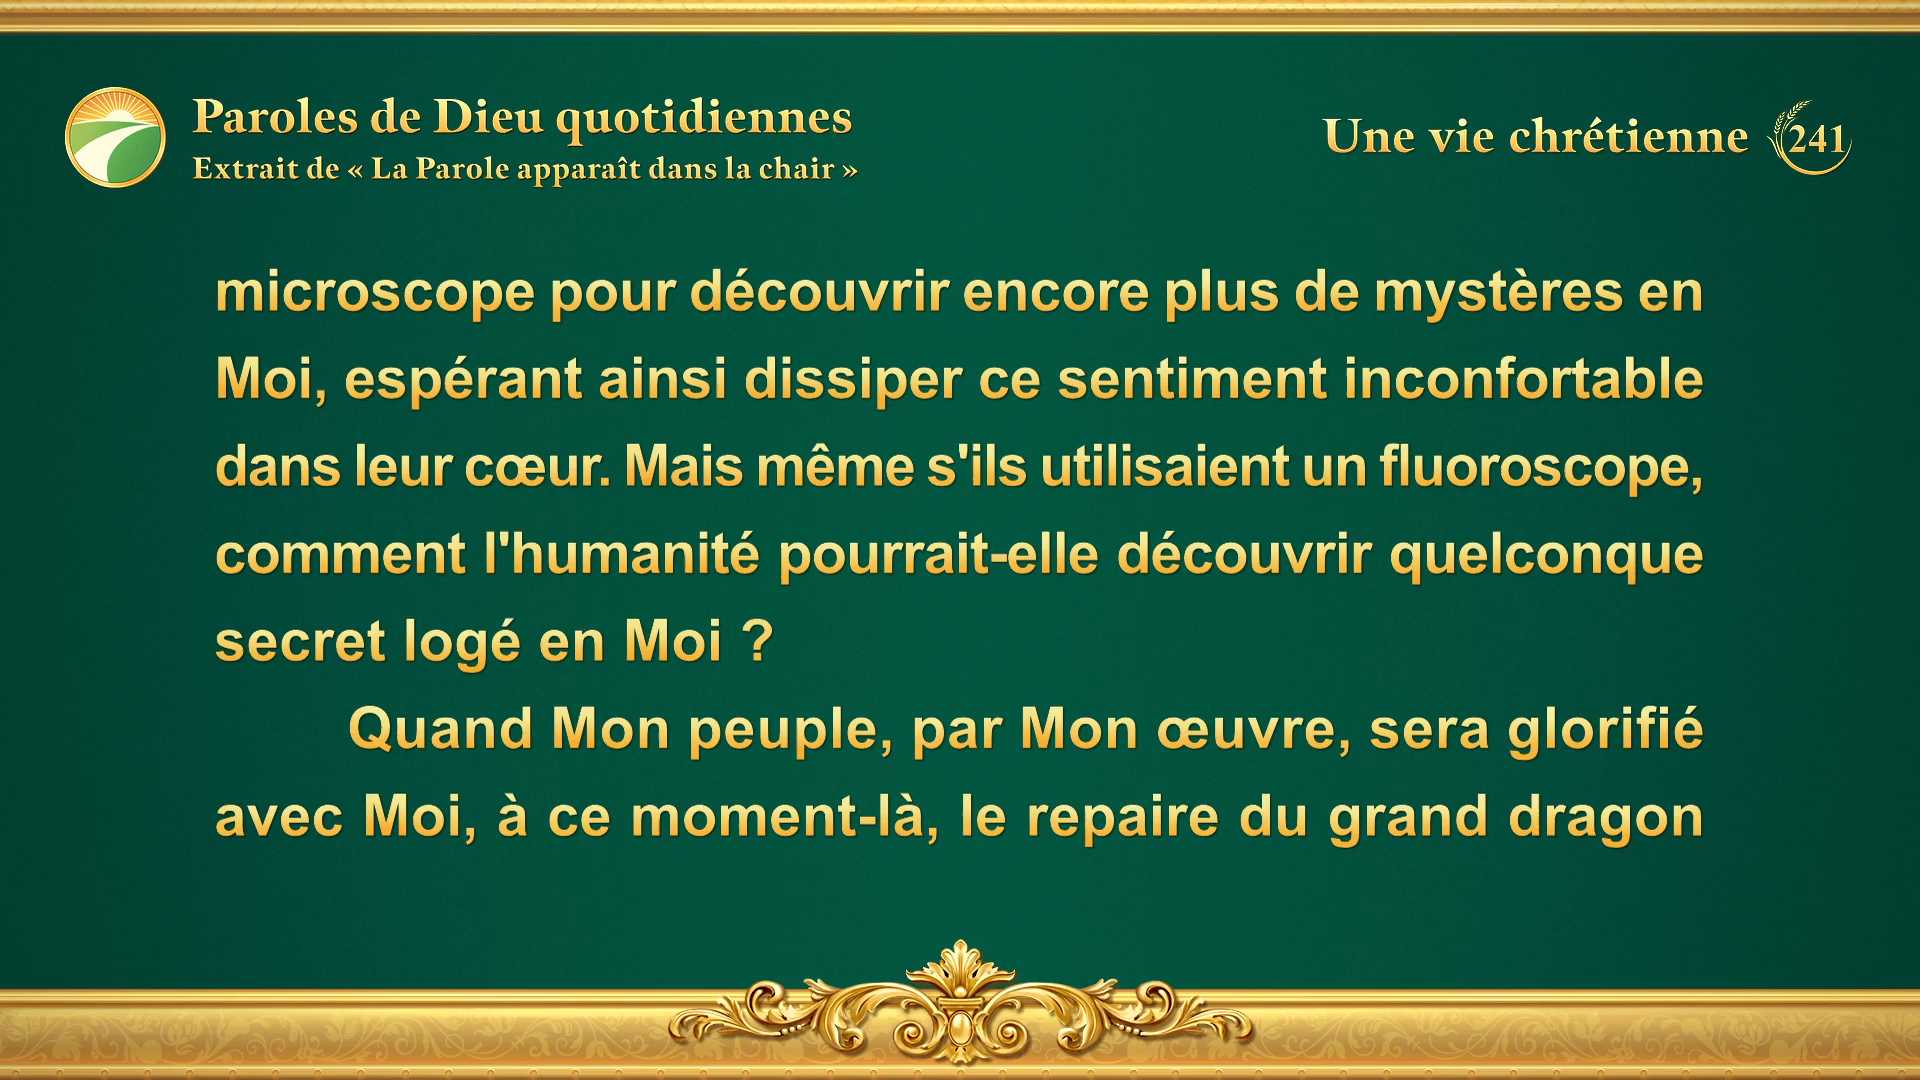 Paroles de Dieu quotidiennes
Extrait de « La Parole apparaît dans la chair »
Une vie chrétienne 241
microscope pour découvrir encore plus de mystères en
Moi, espérant ainsi dissiper ce sentiment inconfortable
dans leur cœur. Mais même s'ils utilisaient un fluoroscope,
comment l'humanité pourrait-elle découvrir quelconque
secret logé en Moi ?
Quand Mon peuple, par Mon œuvre, sera glorifié
avec Moi, à ce moment-là, le repaire du grand dragon